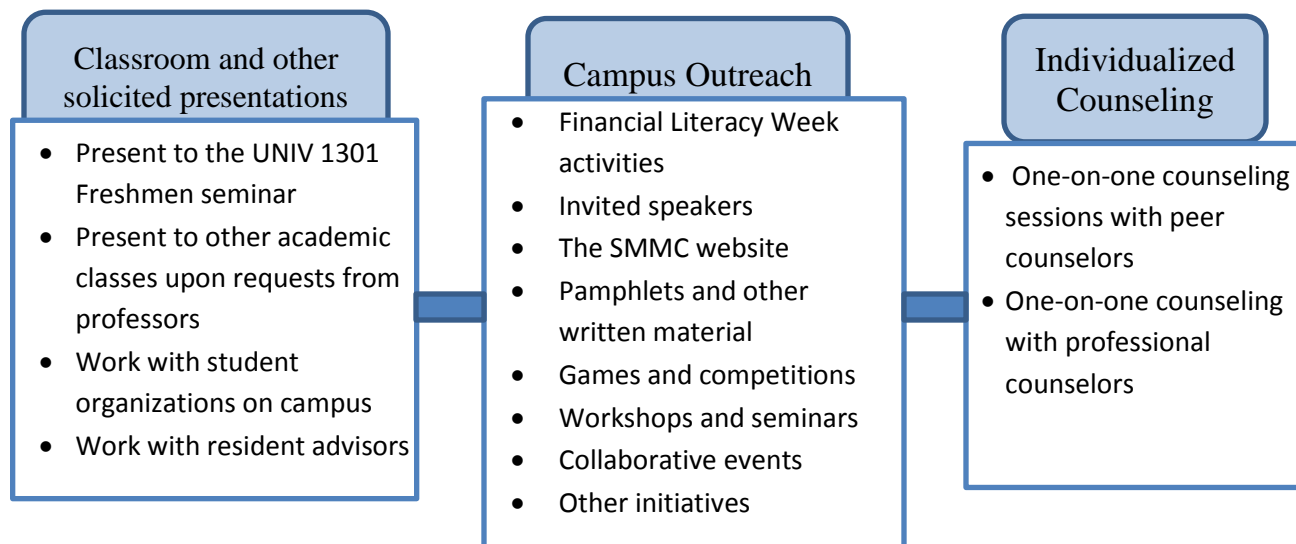 Classroom and other
solicited presentations
• Present to the UNIV 1301
Freshmen seminar
• Present to other academic
classes upon requests from
professors
• Work with student
organizations on campus
• Work with resident advisors
Campus Outreach
• Financial Literacy Week
activities
• Invited speakers
• The SMMC website
• Pamphlets and other
written material
• Games and competitions
• Workshops and seminars
• Collaborative events
• Other initiatives
Individualized
Counseling
• One-on-one counseling
sessions with peer
counselors
• One-on-one counseling
with professional
counselors